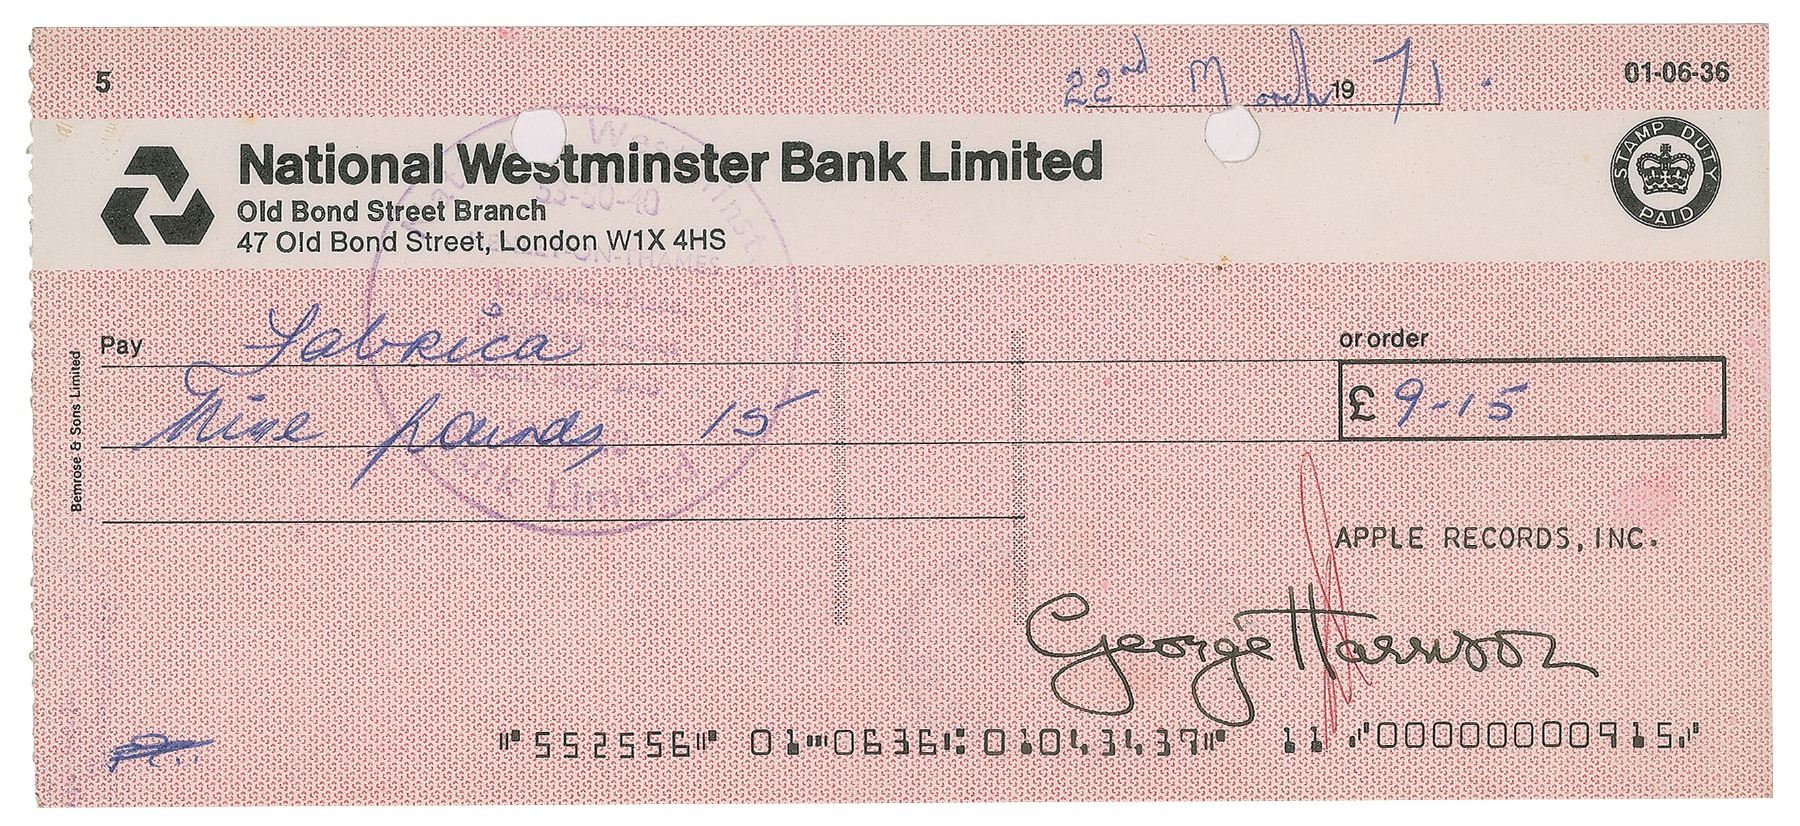 5
22nd March 1971.
01-06-36
National Westminster Bank Limited
Old Bond Street Branch
47 Old Bond Street, London W1X 4HS
STAMP DUTY PAID
Pay Fabrica or order
Nine pounds 15
£ 9-15
Bemrose & Sons Limited
APPLE RECORDS, INC.
George Harrison
⑈552556⑈ 01⑉0636⑆ 01043437⑈ 11 ⑇0000000915⑇